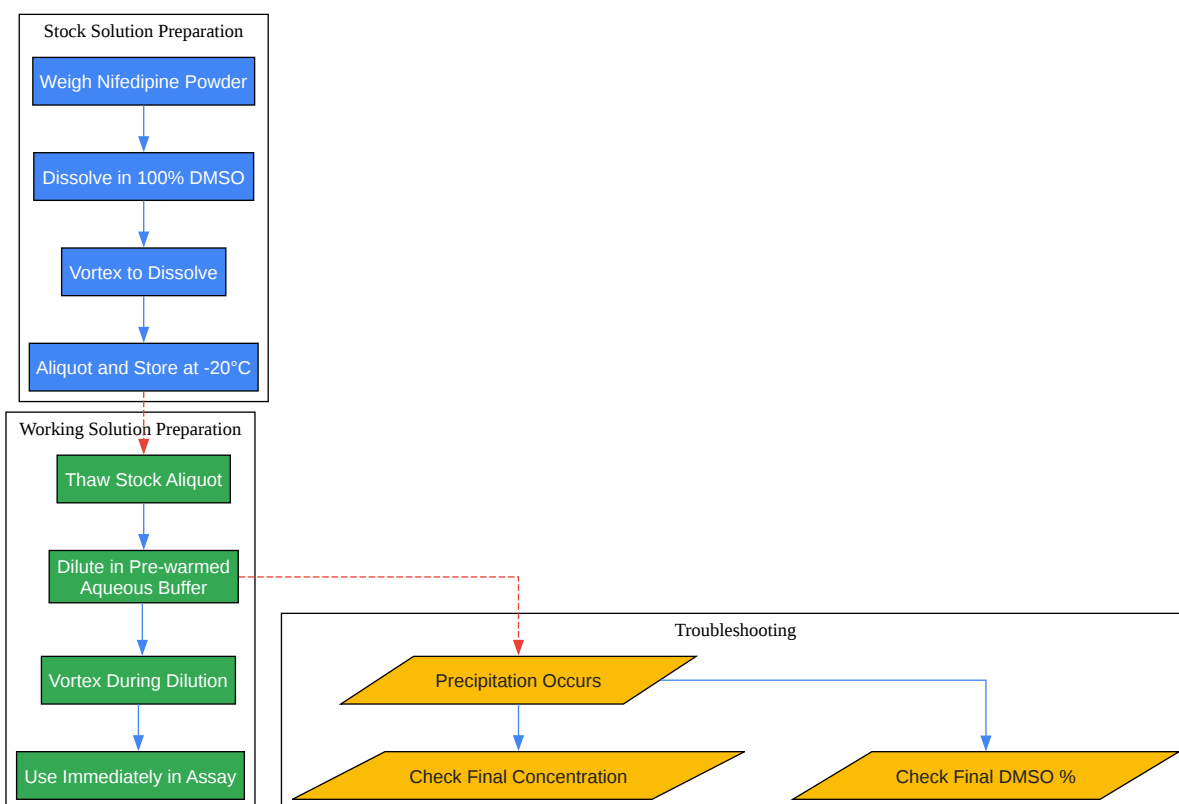 Stock Solution Preparation
Weigh Nifedipine Powder
Dissolve in 100% DMSO
Vortex to Dissolve
Aliquot and Store at -20°C
Working Solution Preparation
Thaw Stock Aliquot
Dilute in Pre-warmed
Aqueous Buffer
Vortex During Dilution
Use Immediately in Assay
Troubleshooting
Precipitation Occurs
Check Final Concentration
Check Final DMSO %